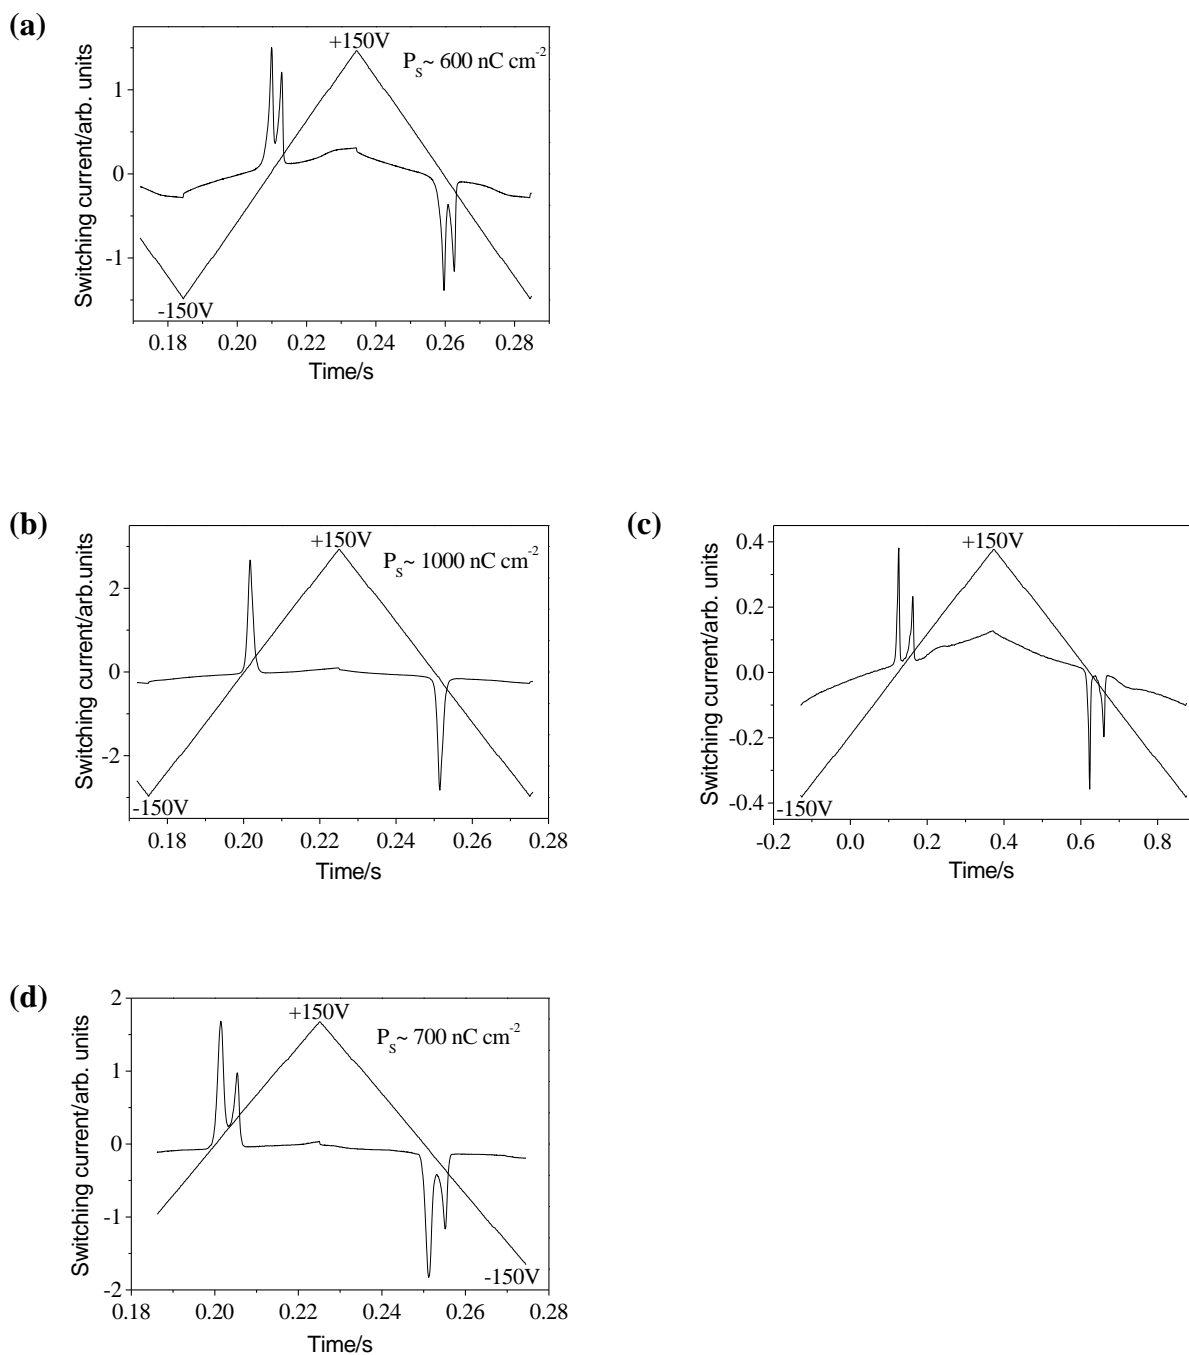 (a)
+150V
P_S~ 600 nC cm^-2
Switching current/arb. units
1
0
-1
-150V
0.18 0.20 0.22 0.24 0.26 0.28
Time/s
(b)
+150V
P_S~ 1000 nC cm^-2
Switching current/arb.units
2
0
-2
-150V
0.18 0.20 0.22 0.24 0.26 0.28
Time/s
(c)
+150V
Switching current/arb. units
0.4
0.2
0.0
-0.2
-0.4
-150V
-0.2 0.0 0.2 0.4 0.6 0.8
Time/s
(d)
+150V
P_S~ 700 nC cm^-2
Switching current/arb. units
2
1
0
-1
-2
-150V
0.18 0.20 0.22 0.24 0.26 0.28
Time/s